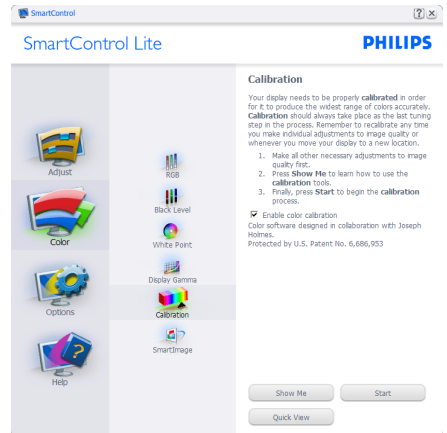 SmartControl
SmartControl Lite
PHILIPS
Adjust
Color
Options
Help
RGB
Black Level
White Point
Display Gamma
Calibration
SmartImage
Calibration
Your display needs to be properly calibrated in order
for it to produce the widest range of colors accurately.
Calibration should always take place as the last tuning
step in the process. Remember to recalibrate any time
you make individual adjustments to image quality or
whenever you move your display to a new location.
1. Make all other necessary adjustments to image
quality first.
2. Press Show Me to learn how to use the
calibration tools.
3. Finally, press Start to begin the calibration
process.
Enable color calibration
Color software designed in collaboration with Joseph
Holmes.
Protected by U.S. Patent No. 6,686,953
Show Me
Start
Quick View